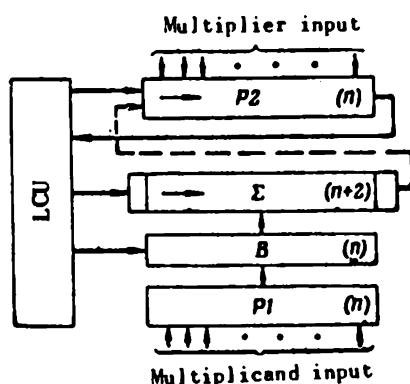 Multiplier input
P2 (n)
LCU
Σ (n+2)
B (n)
P1 (n)
Multiplicand input